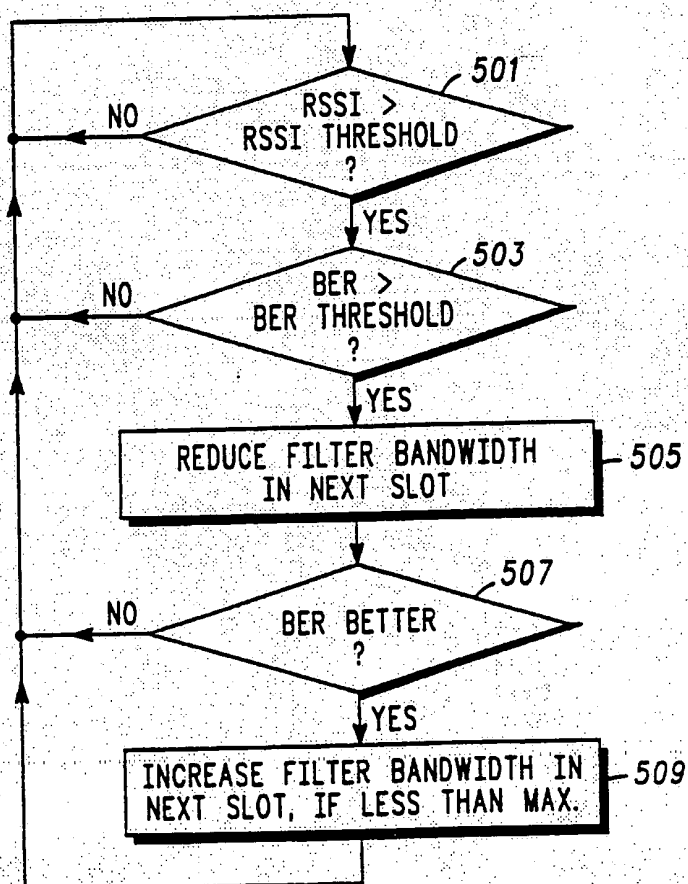 501
RSSI >
RSSI THRESHOLD
?
NO
YES
503
BER >
BER THRESHOLD
?
NO
YES
REDUCE FILTER BANDWIDTH
IN NEXT SLOT
505
507
BER BETTER
?
NO
YES
INCREASE FILTER BANDWIDTH IN
NEXT SLOT, IF LESS THAN MAX.
509